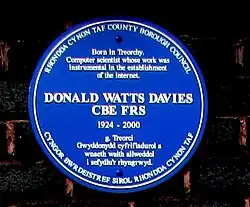 RHONDDA CYNON TAF COUNTY BOROUGH COUNCIL
Born in Treorchy.
Computer scientist whose work was
instrumental in the establishment
of the internet.
DONALD WATTS DAVIES
CBE FRS
1924 - 2000
g. Treorci
Gwyddonydd cyfrifiadurol a
wnaeth waith allweddol
i sefydlu'r rhyngrwyd.
CYNGOR BWRDEISTREF SIROL RHONDDA CYNON TAF